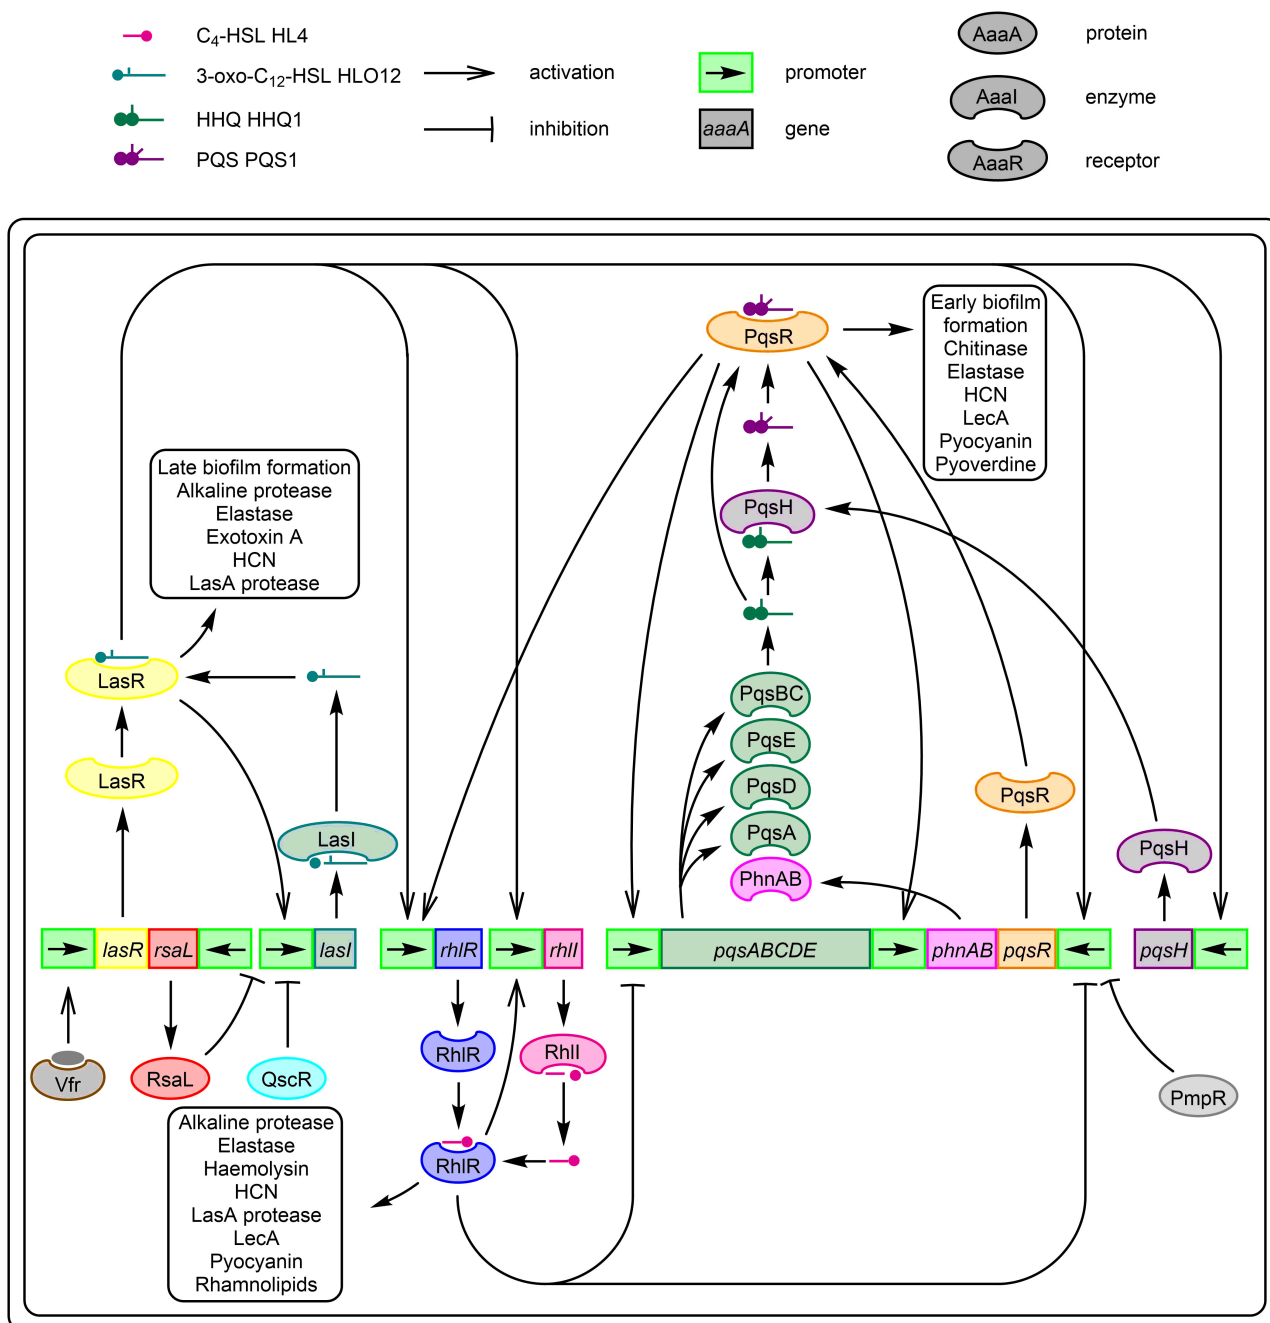 C4-HSL HL4
3-oxo-C12-HSL HLO12
HHQ HHQ1
PQS PQS1
activation
inhibition
promoter
aaaA
gene
AaaA
protein
AaaI
enzyme
AaaR
receptor
PqsR
Early biofilm
formation
Chitinase
Elastase
HCN
LecA
Pyocyanin
Pyoverdine
Late biofilm formation
Alkaline protease
Elastase
Exotoxin A
HCN
LasA protease
PqsH
LasR
PqsBC
PqsE
LasR
PqsD
PqsR
LasI
PqsA
PqsH
PhnAB
lasR
rsaL
lasI
rhlR
rhlI
pqsABCDE
phnAB
pqsR
pqsH
RhlR
RhlI
Vfr
RsaL
QscR
PmpR
Alkaline protease
Elastase
Haemolysin
HCN
LasA protease
LecA
Pyocyanin
Rhamnolipids
RhlR